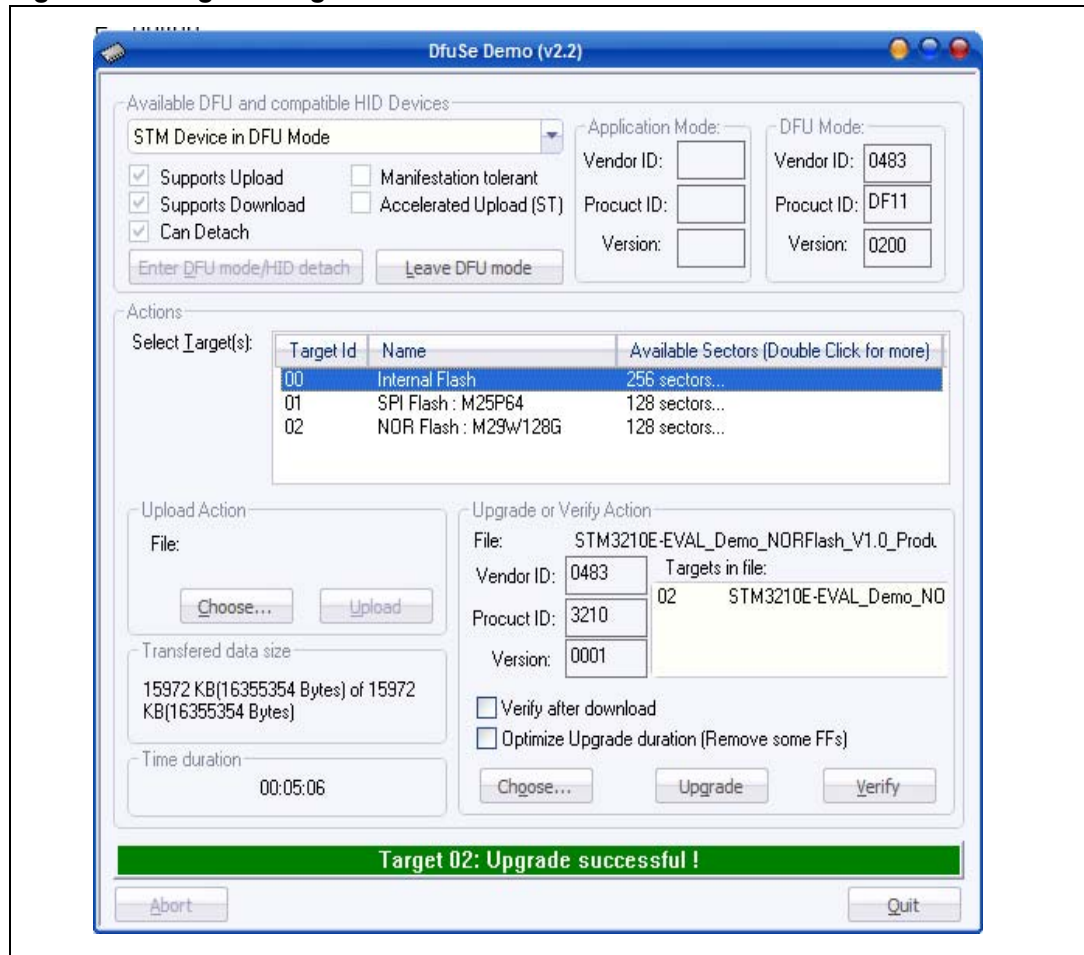 DfuSe Demo (v2.2)
Available DFU and compatible HID Devices
STM Device in DFU Mode
Supports Upload
Manifestation tolerant
Supports Download
Accelerated Upload (ST)
Can Detach
Enter DFU mode/HID detach
Leave DFU mode
Application Mode:
Vendor ID:
Procuct ID:
Version:
DFU Mode:
Vendor ID: 0483
Procuct ID: DF11
Version: 0200
Actions
Select Target(s):
Target Id Name Available Sectors (Double Click for more)
00 Internal Flash 256 sectors...
01 SPI Flash : M25P64 128 sectors...
02 NOR Flash : M29W128G 128 sectors...
Upload Action
File:
Choose... Upload
Transfered data size
15972 KB(16355354 Bytes) of 15972
KB(16355354 Bytes)
Time duration
00:05:06
Upgrade or Verify Action
File: STM3210E-EVAL_Demo_NORFlash_V1.0_Produ
Vendor ID: 0483
Procuct ID: 3210
Version: 0001
Targets in file:
02 STM3210E-EVAL_Demo_NO
Verify after download
Optimize Upgrade duration (Remove some FFs)
Choose... Upgrade Verify
Target 02: Upgrade successful !
Abort Quit